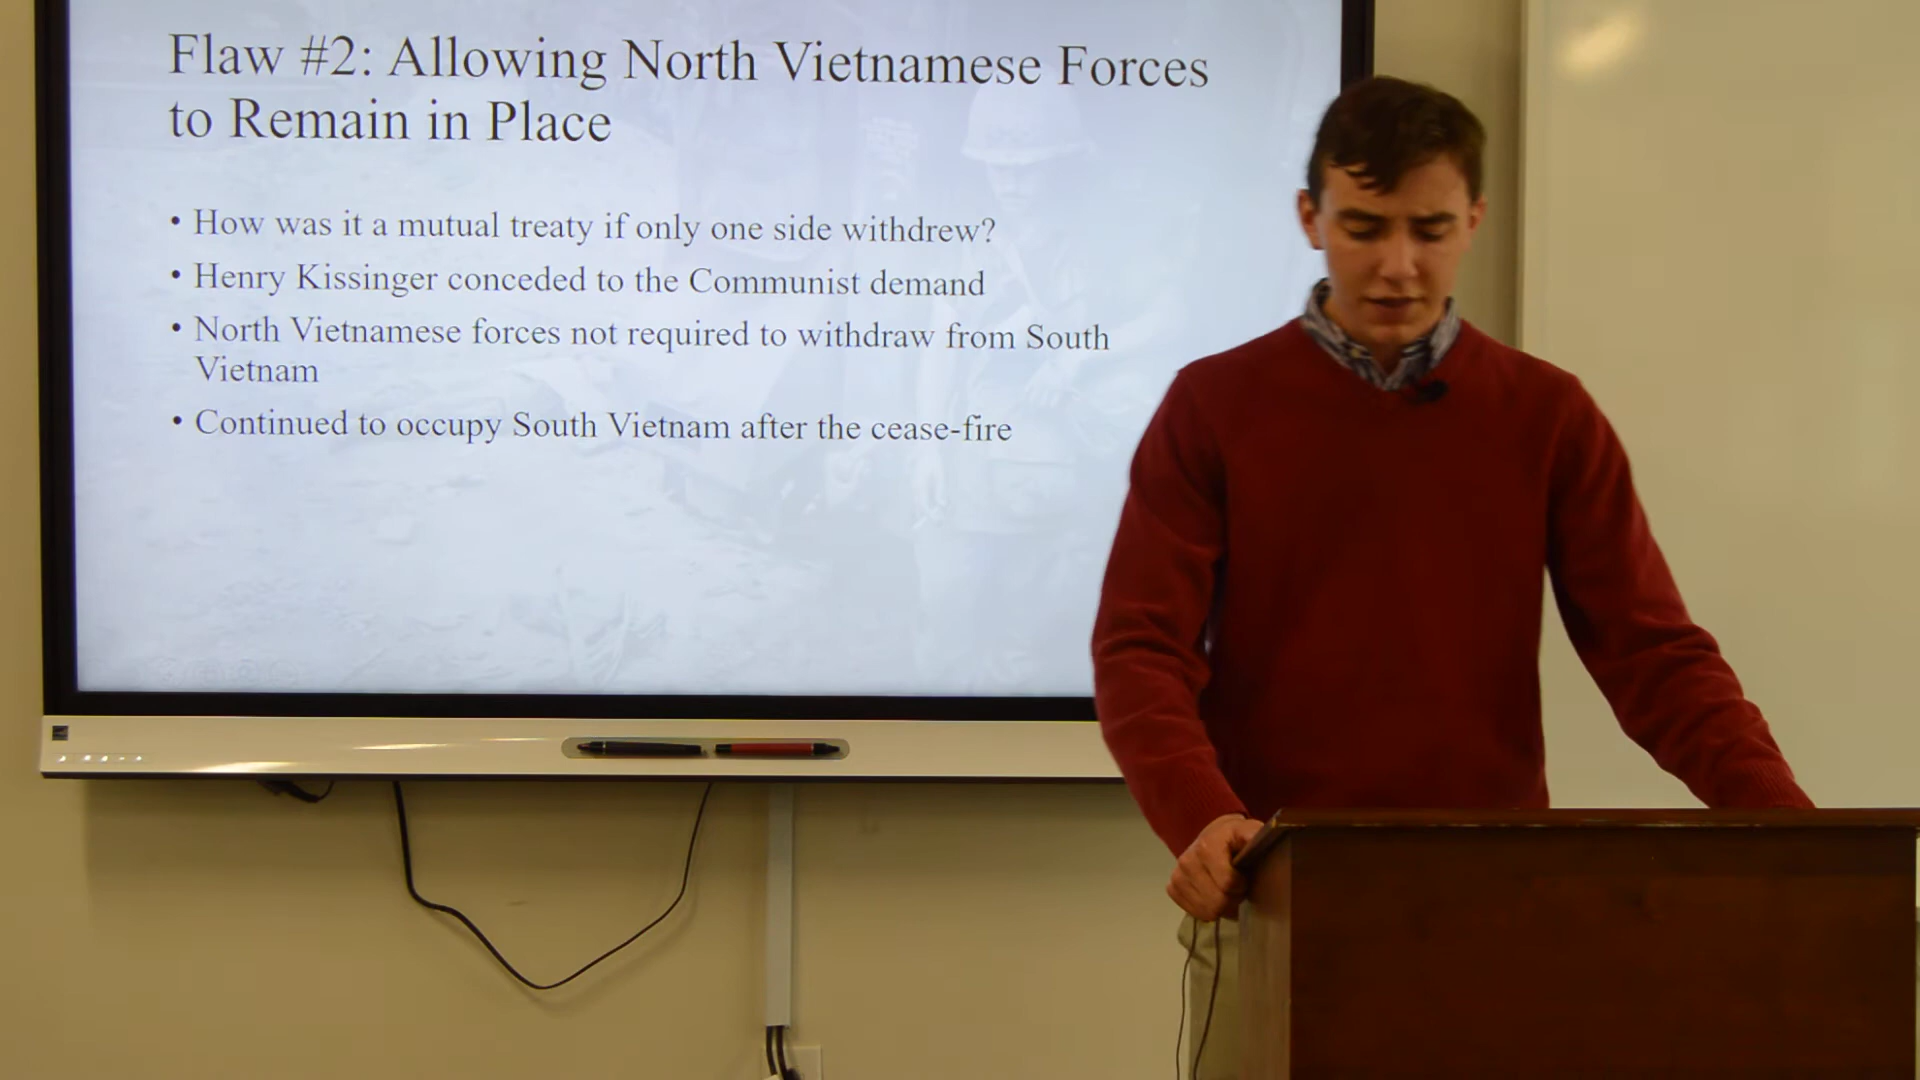 Flaw #2: Allowing North Vietnamese Forces
to Remain in Place
• How was it a mutual treaty if only one side withdrew?
• Henry Kissinger conceded to the Communist demand
• North Vietnamese forces not required to withdraw from South
Vietnam
• Continued to occupy South Vietnam after the cease-fire